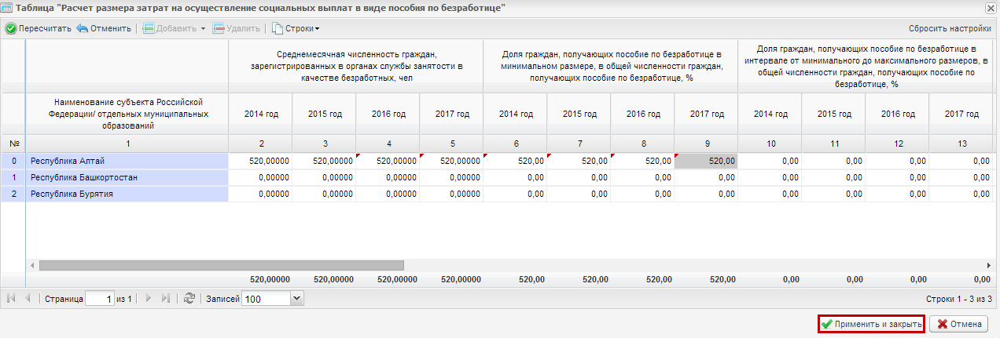 Таблица "Расчет размера затрат на осуществление социальных выплат в виде пособия по безработице"
Пересчитать Отменить Добавить Удалить Строки Сбросить настройки
Среднемесячная численность граждан, зарегистрированных в органах службы занятости в качестве безработных, чел
Доля граждан, получающих пособие по безработице в минимальном размере, в общей численности граждан, получающих пособие по безработице, %
Доля граждан, получающих пособие по безработице в интервале от минимального до максимального размеров, в общей численности граждан, получающих пособие по безработице, %
Наименование субъекта Российской Федерации/ отдельных муниципальных образований
2014 год 2015 год 2016 год 2017 год 2014 год 2015 год 2016 год 2017 год 2014 год 2015 год 2016 год 2017 год
№ 1 2 3 4 5 6 7 8 9 10 11 12 13
0 Республика Алтай 520,00000 520,00000 520,00000 520,00000 520,00 520,00 520,00 520,00 0,00 0,00 0,00 0,00
1 Республика Башкортостан 0,00000 0,00000 0,00000 0,00000 0,00 0,00 0,00 0,00 0,00 0,00 0,00 0,00
2 Республика Бурятия 0,00000 0,00000 0,00000 0,00000 0,00 0,00 0,00 0,00 0,00 0,00 0,00 0,00
520,00000 520,00000 520,00000 520,00000 520,00 520,00 520,00 520,00 0,00 0,00 0,00 0,00
Страница 1 из 1 Записей 100 Строки 1 - 3 из 3
Применить и закрыть Отмена